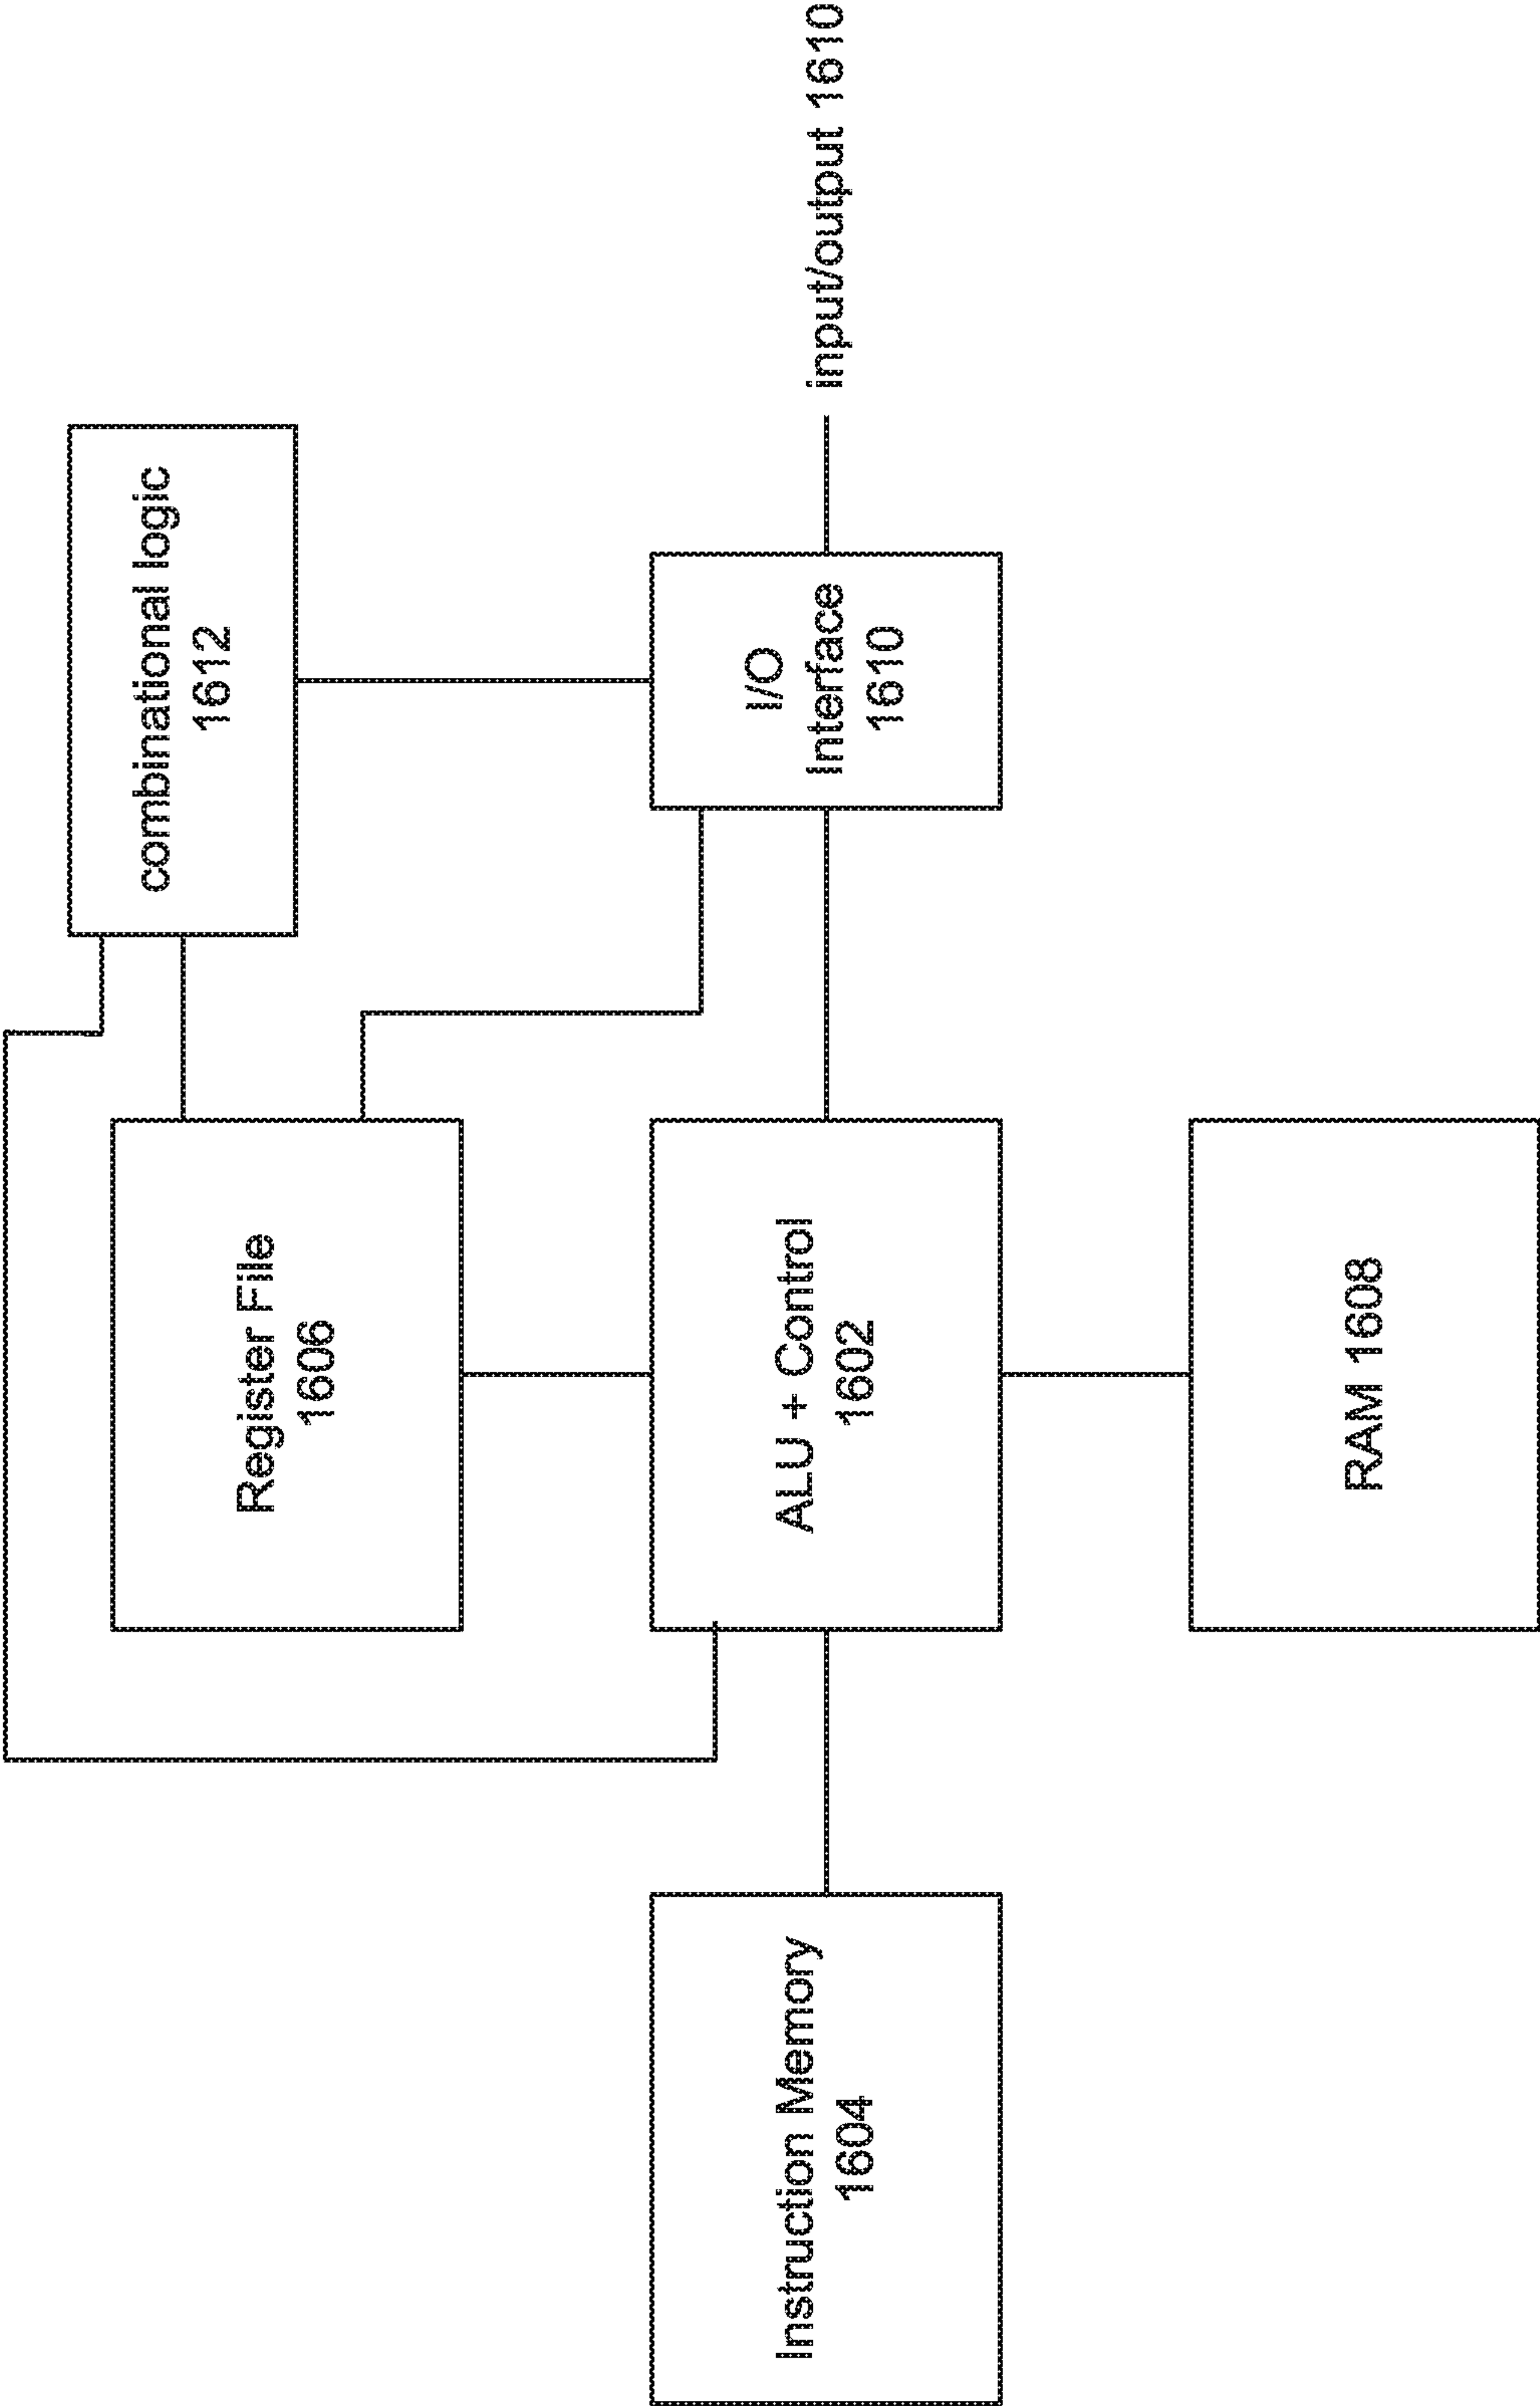 combinational logic
1612
Register File
1606
Instruction Memory
1604
ALU + Control
1602
I/O
Interface
1610
input/output 1610
RAM 1608